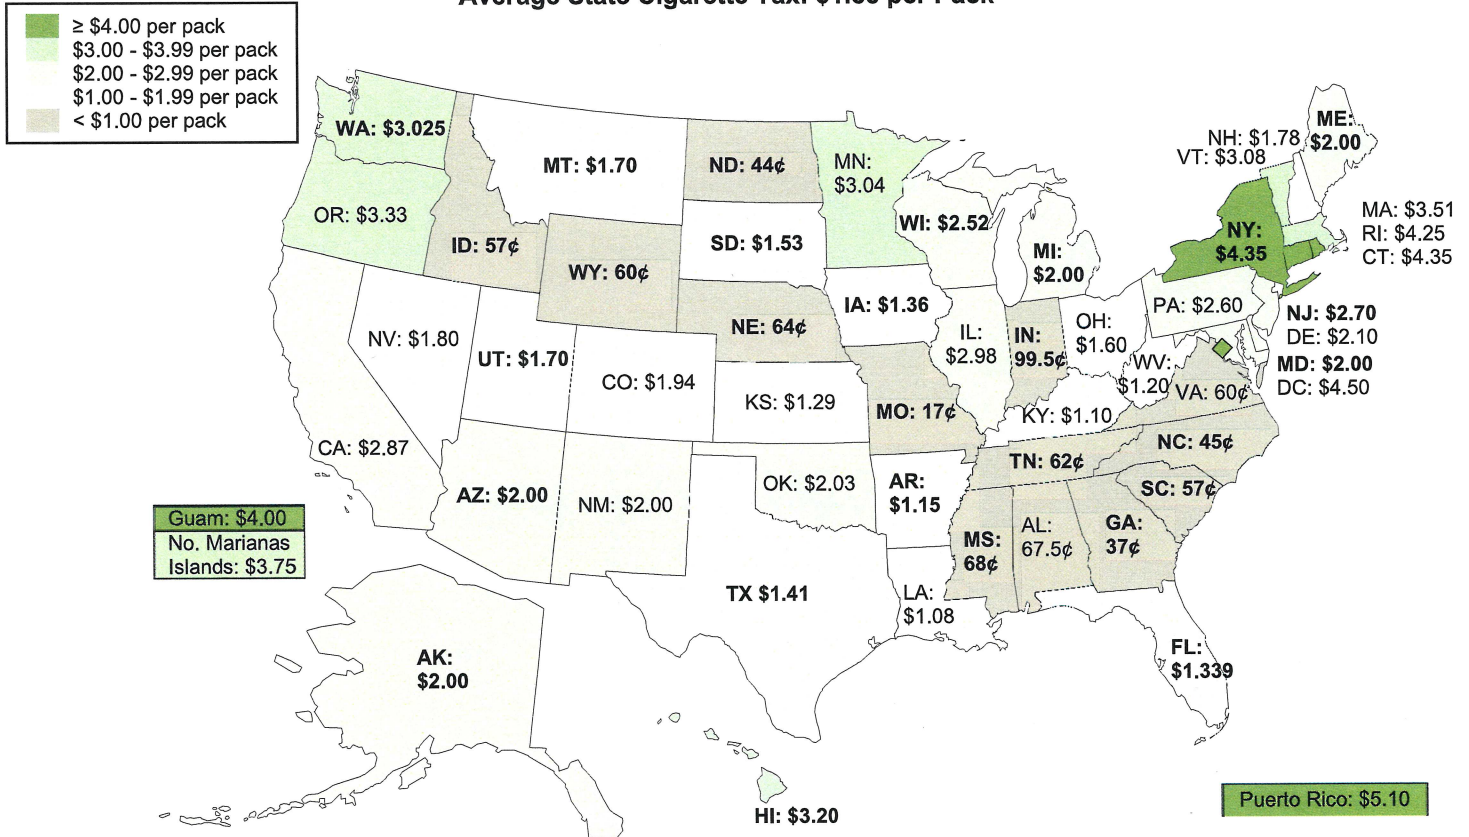 Average State Cigarette Tax: per Pack
≥ $4.00 per pack
$3.00 - $3.99 per pack
$2.00 - $2.99 per pack
$1.00 - $1.99 per pack
< $1.00 per pack
WA: $3.025
OR: $3.33
ID: 57¢
MT: $1.70
ND: 44¢
MN:
$3.04
SD: $1.53
WY: 60¢
WI: $2.52
MI:
$2.00
NH: $1.78
VT: $3.08
ME:
$2.00
NY:
$4.35
MA: $3.51
RI: $4.25
CT: $4.35
NV: $1.80
UT: $1.70
CO: $1.94
NE: 64¢
IA: $1.36
IL:
$2.98
IN:
99.5¢
OH:
$1.60
PA: $2.60
NJ: $2.70
DE: $2.10
MD: $2.00
DC: $4.50
CA: $2.87
KS: $1.29
MO: 17¢
KY: $1.10
WV:
$1.20
VA: 60¢
AZ: $2.00
NM: $2.00
OK: $2.03
AR:
$1.15
TN: 62¢
NC: 45¢
SC: 57¢
Guam: $4.00
No. Marianas
Islands: $3.75
TX $1.41
LA:
$1.08
MS:
68¢
AL:
67.5¢
GA:
37¢
FL:
$1.339
AK:
$2.00
HI: $3.20
Puerto Rico: $5.10